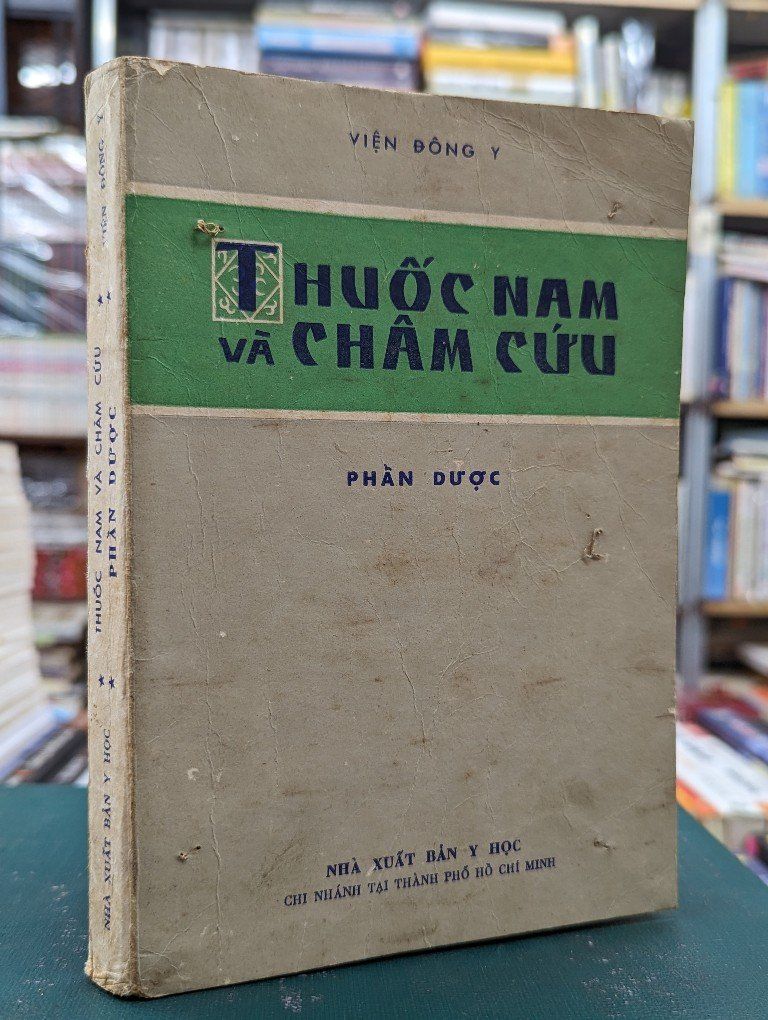 VIỆN ĐÔNG Y
THUỐC NAM
VÀ CHÂM CỨU
PHẦN DƯỢC
NHÀ XUẤT BẢN Y HỌC
CHI NHÁNH TẠI THÀNH PHỐ HỒ CHÍ MINH
VIỆN ĐÔNG Y
THUỐC NAM VÀ CHÂM CỨU
PHẦN DƯỢC
NHÀ XUẤT BẢN Y HỌC